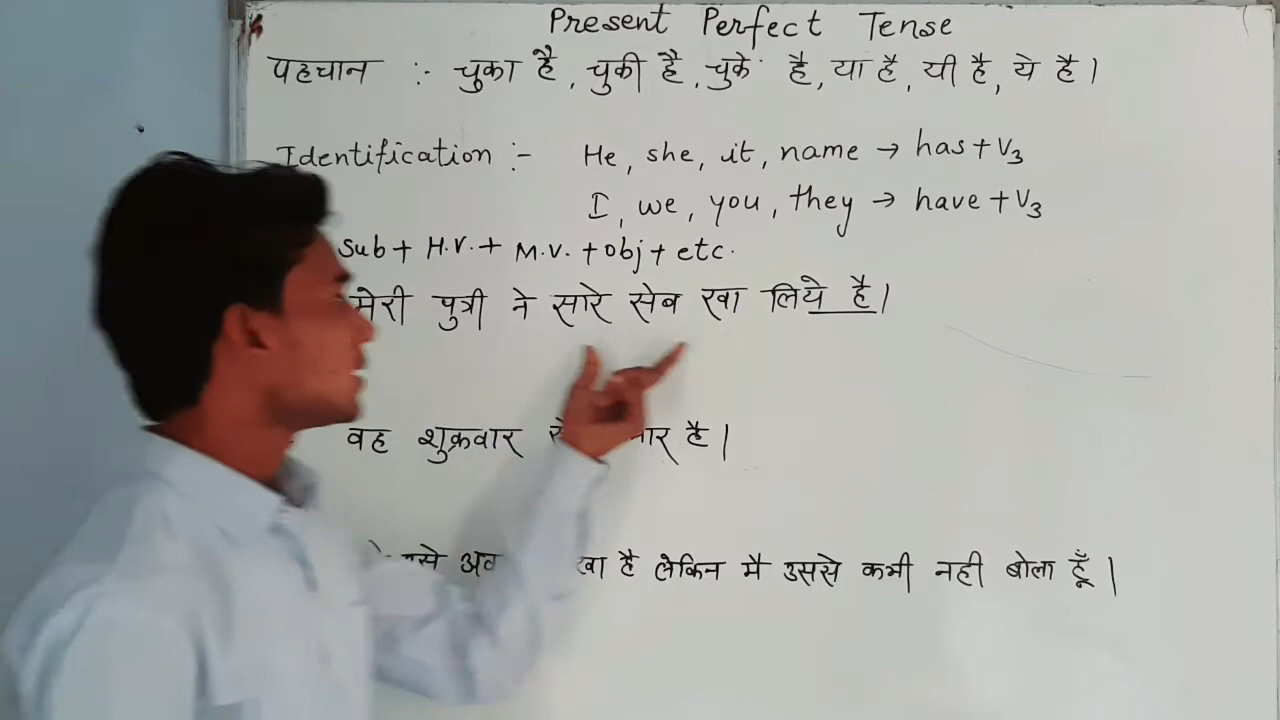 Present Perfect Tense
पहचान :- चुका है, चुकी है, चुके है, या है, यी है, ये है।
Identification :- He, she, it, name → has + V3
I, we, you, they → have + V3
Sub + H.V. + M.V. + obj + etc.
मेरी पुत्री ने सारे सेब खा लिये है।
वह शुक्रवार है।
है लेकिन मै उससे कभी नही बोला हूँ।